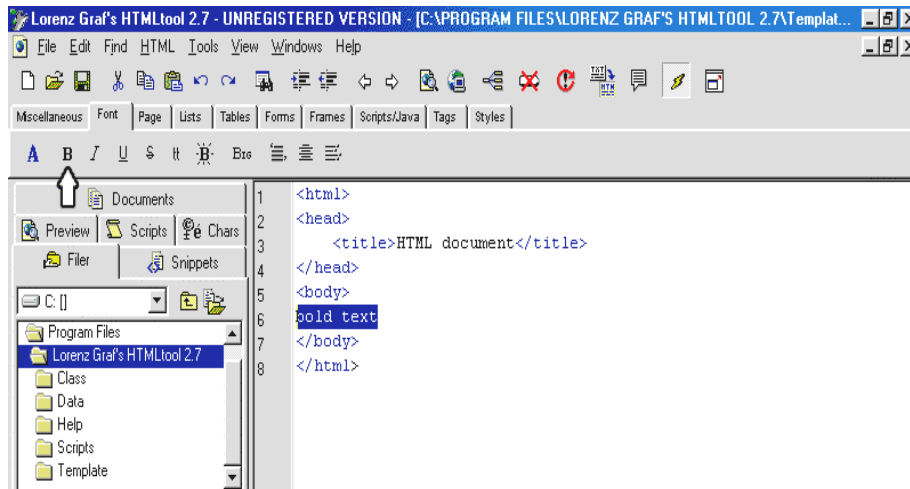 Lorenz Graf's HTMLtool 2.7 - UNREGISTERED VERSION - [C:\PROGRAM FILES\LORENZ GRAF'S HTMLTOOL 2.7\Templat...
File Edit Find HTML Tools View Windows Help
Miscellaneous Font Page Lists Tables Forms Frames Scripts/Java Tags Styles
A B I U S tt B BIG
Documents
Preview Scripts Chars
Filer Snippets
C: []
Program Files
Lorenz Graf's HTMLtool 2.7
Class
Data
Help
Scripts
Template
1 <html>
2 <head>
3 <title>HTML document</title>
4 </head>
5 <body>
6 bold text
7 </body>
8 </html>